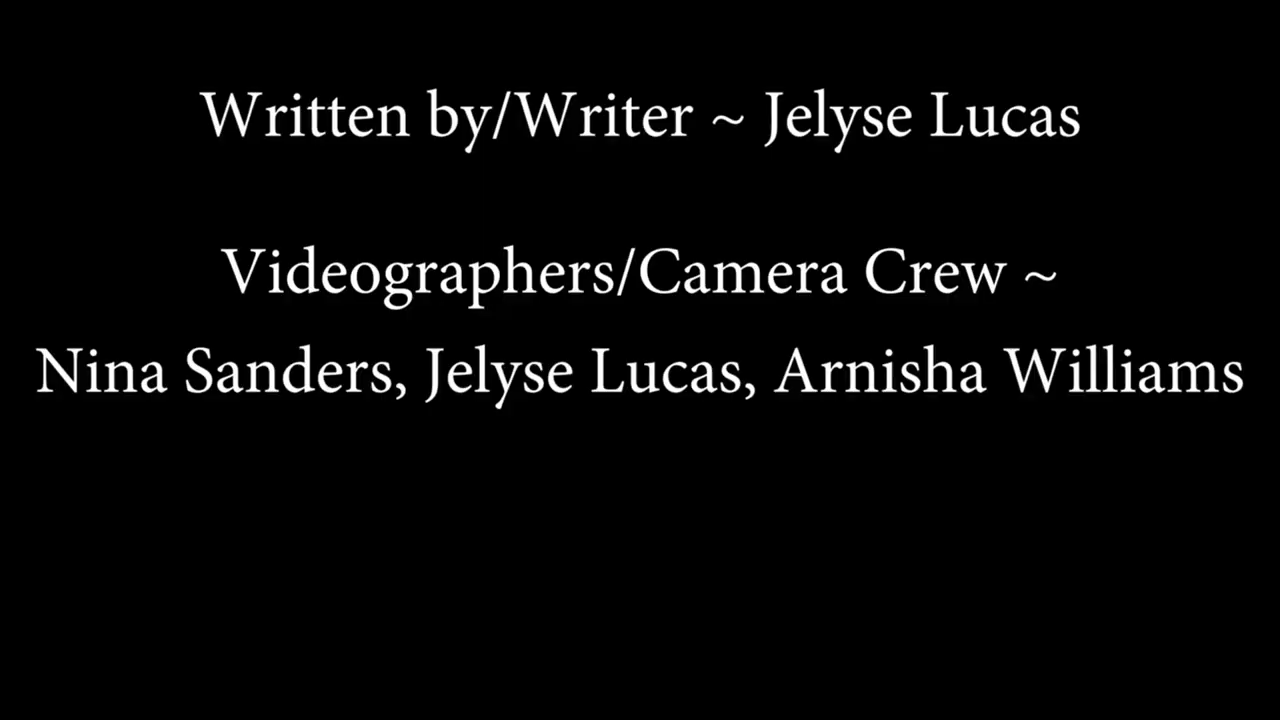 Written by/Writer ~ Jelyse Lucas
Videographers/Camera Crew ~
Nina Sanders, Jelyse Lucas, Arnisha Williams